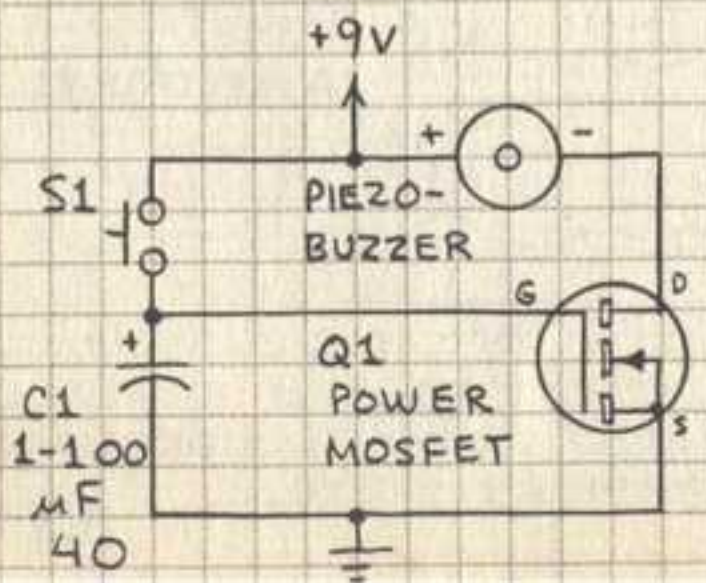 +9V
+ -
S1
PIEZO-
BUZZER
G D
+
Q1
POWER
MOSFET
S
C1
1-100
µF
40